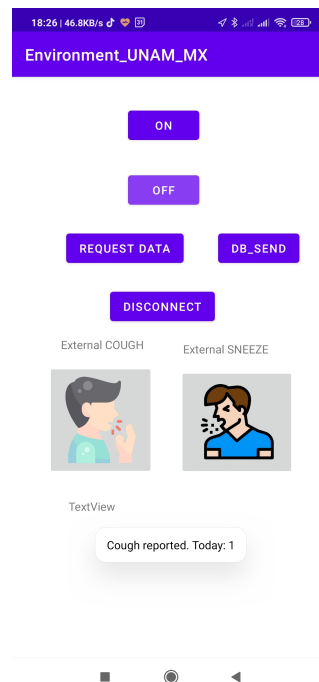 18:26 | 46.8KB/s 31 28
Environment_UNAM_MX
ON
OFF
REQUEST DATA DB_SEND
DISCONNECT
External COUGH External SNEEZE
TextView
Cough reported. Today: 1